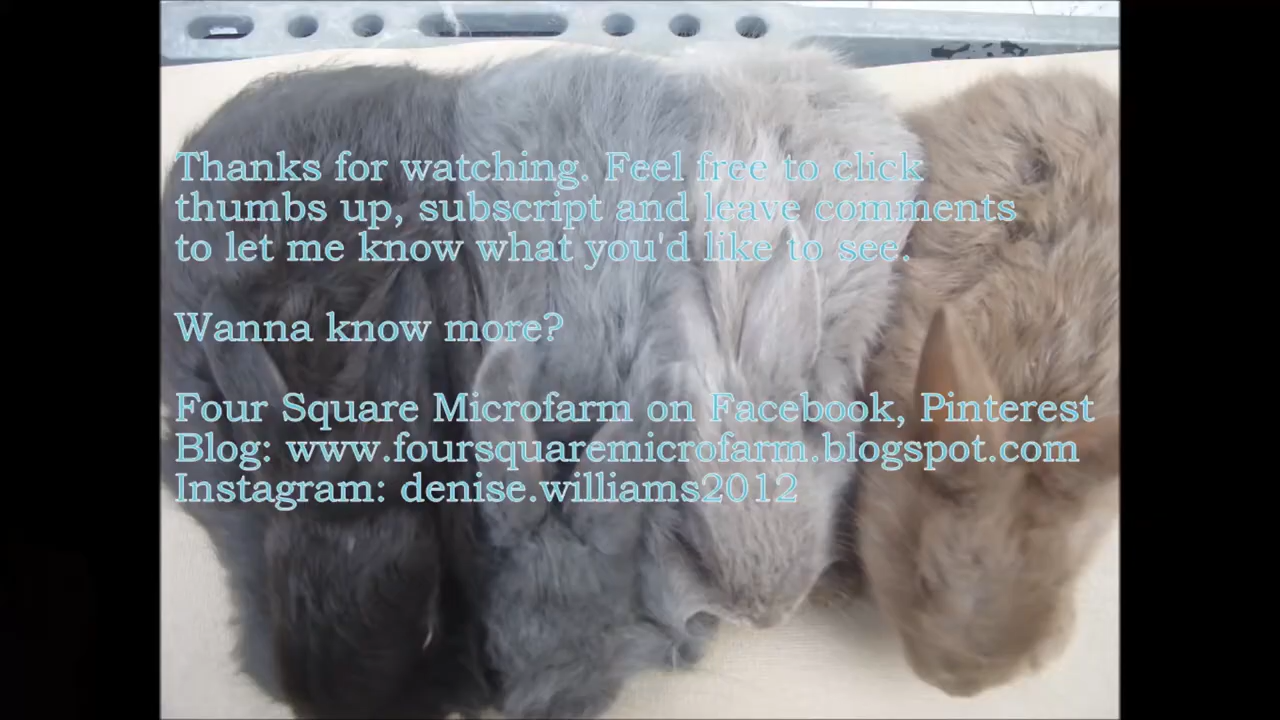 Thanks for watching. Feel free to click
thumbs up, subscript and leave comments
to let me know what you'd like to see.
Wanna know more?
Four Square Microfarm on Facebook, Pinterest
Blog: www.foursquaremicrofarm.blogspot.com
Instagram: denise.williams2012